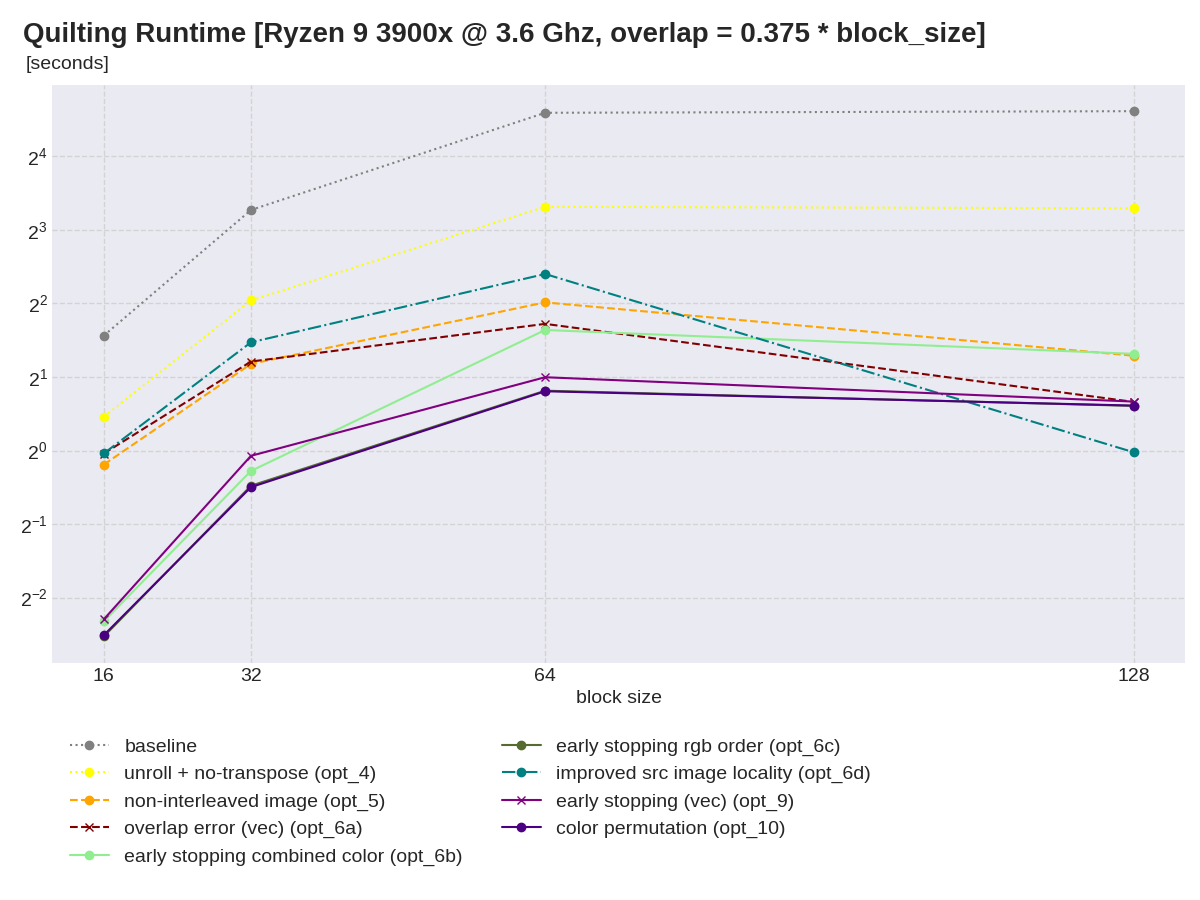 Quilting Runtime [Ryzen 9 3900x @ 3.6 Ghz, overlap = 0.375 * block_size]
[seconds]
2^4
2^3
2^2
2^1
2^0
2^−1
2^−2
16 32 64 128
block size
baseline
unroll + no-transpose (opt_4)
non-interleaved image (opt_5)
overlap error (vec) (opt_6a)
early stopping combined color (opt_6b)
early stopping rgb order (opt_6c)
improved src image locality (opt_6d)
early stopping (vec) (opt_9)
color permutation (opt_10)